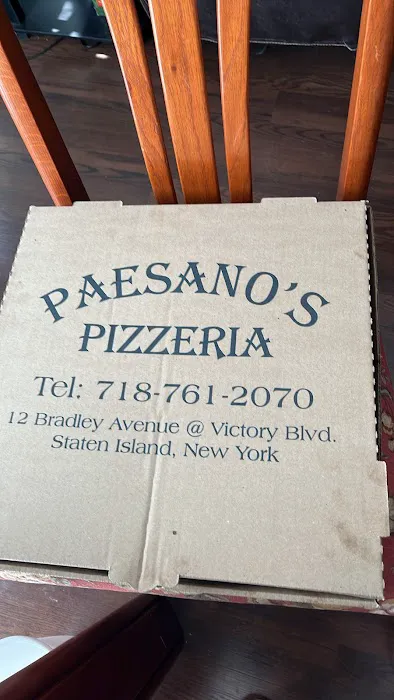 PAESANO'S
PIZZERIA
Tel: 718-761-2070
12 Bradley Avenue @ Victory Blvd.
Staten Island, New York